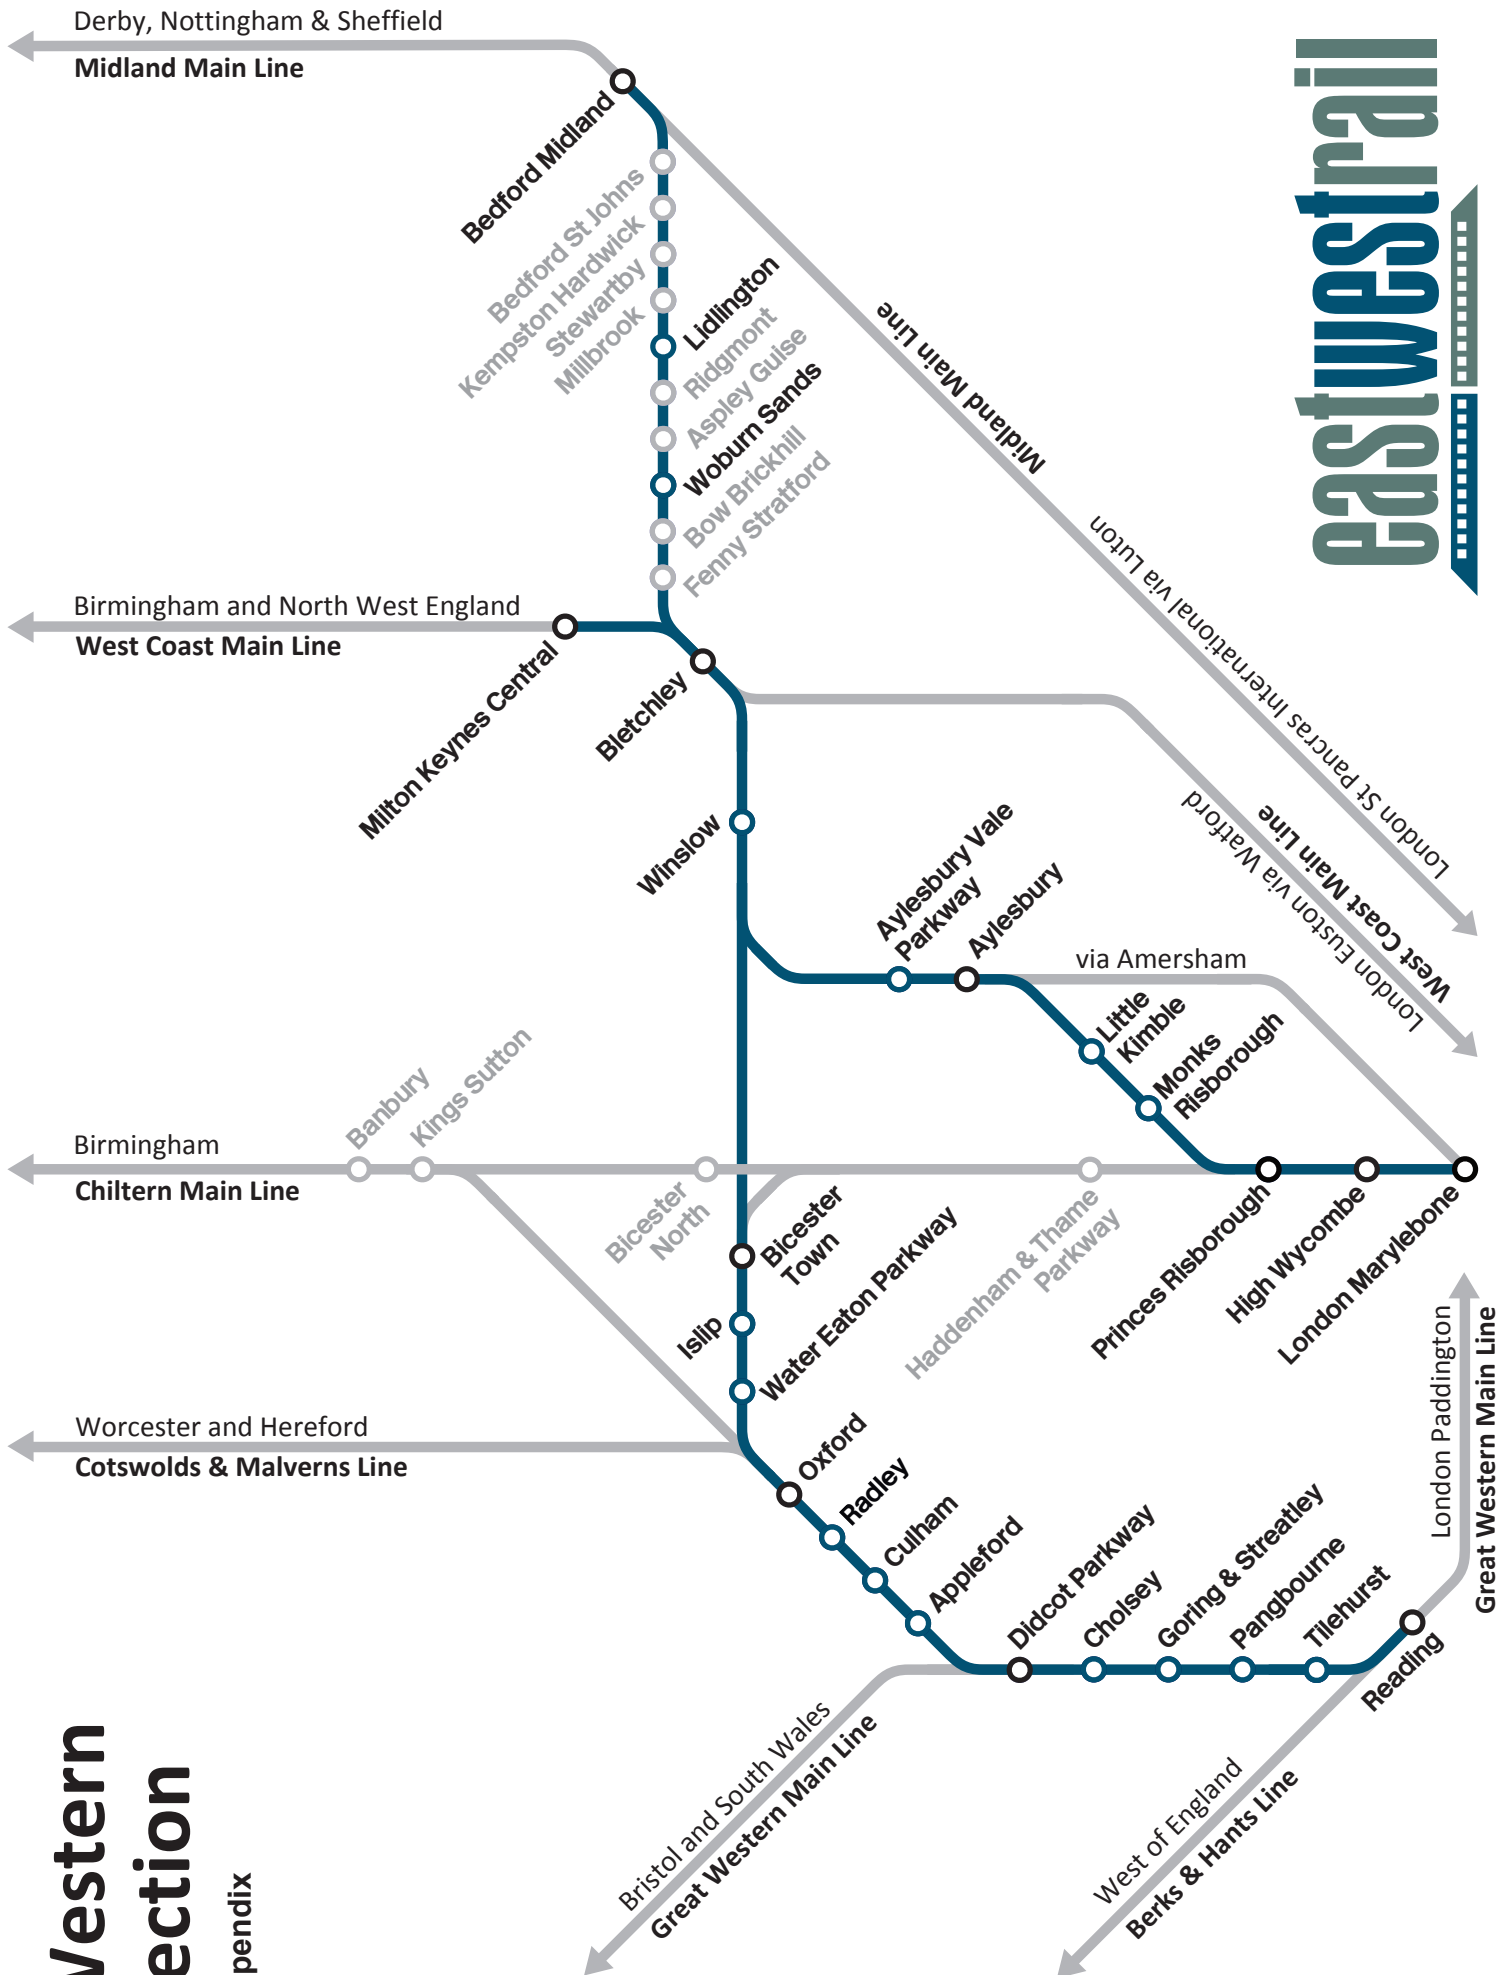 Derby, Nottingham & Sheffield
Midland Main Line
Bedford Midland
Bedford St Johns
Kempston Hardwick
Stewartby
Millbrook
Lidlington
Ridgmont
Aspley Guise
Woburn Sands
Bow Brickhill
Fenny Stratford
Midland Main Line
London St Pancras International via Luton
eastwestrail
Birmingham and North West England
West Coast Main Line
Milton Keynes Central
Bletchley
Winslow
West Coast Main Line
London Euston via Watford
Aylesbury Vale
Parkway
Aylesbury
via Amersham
Little
Kimble
Monks
Risborough
Birmingham
Chiltern Main Line
Banbury
Kings Sutton
Bicester
North
Bicester
Town
Haddenham & Thame
Parkway
Princes Risborough
High Wycombe
London Marylebone
Islip
Water Eaton Parkway
Worcester and Hereford
Cotswolds & Malverns Line
Oxford
Radley
Culham
Appleford
Didcot Parkway
Cholsey
Goring & Streatley
Pangbourne
Tilehurst
Reading
London Paddington
Great Western Main Line
Bristol and South Wales
Great Western Main Line
West of England
Berks & Hants Line
Western
ection
pendix